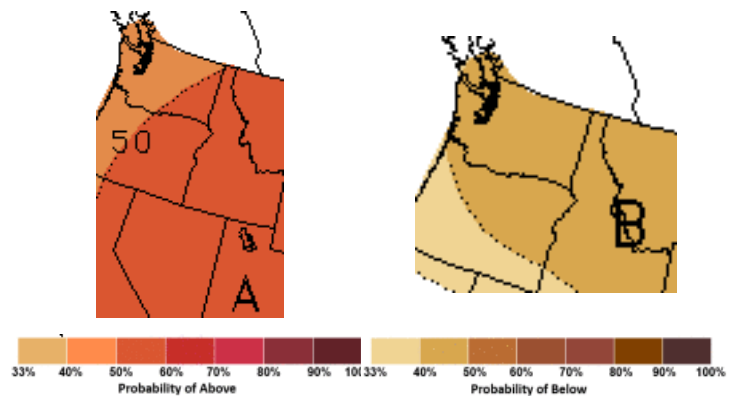 50
B
A
33% 40% 50% 60% 70% 80% 90% 10
33% 40% 50% 60% 70% 80% 90% 100%
Probability of Above
Probability of Below